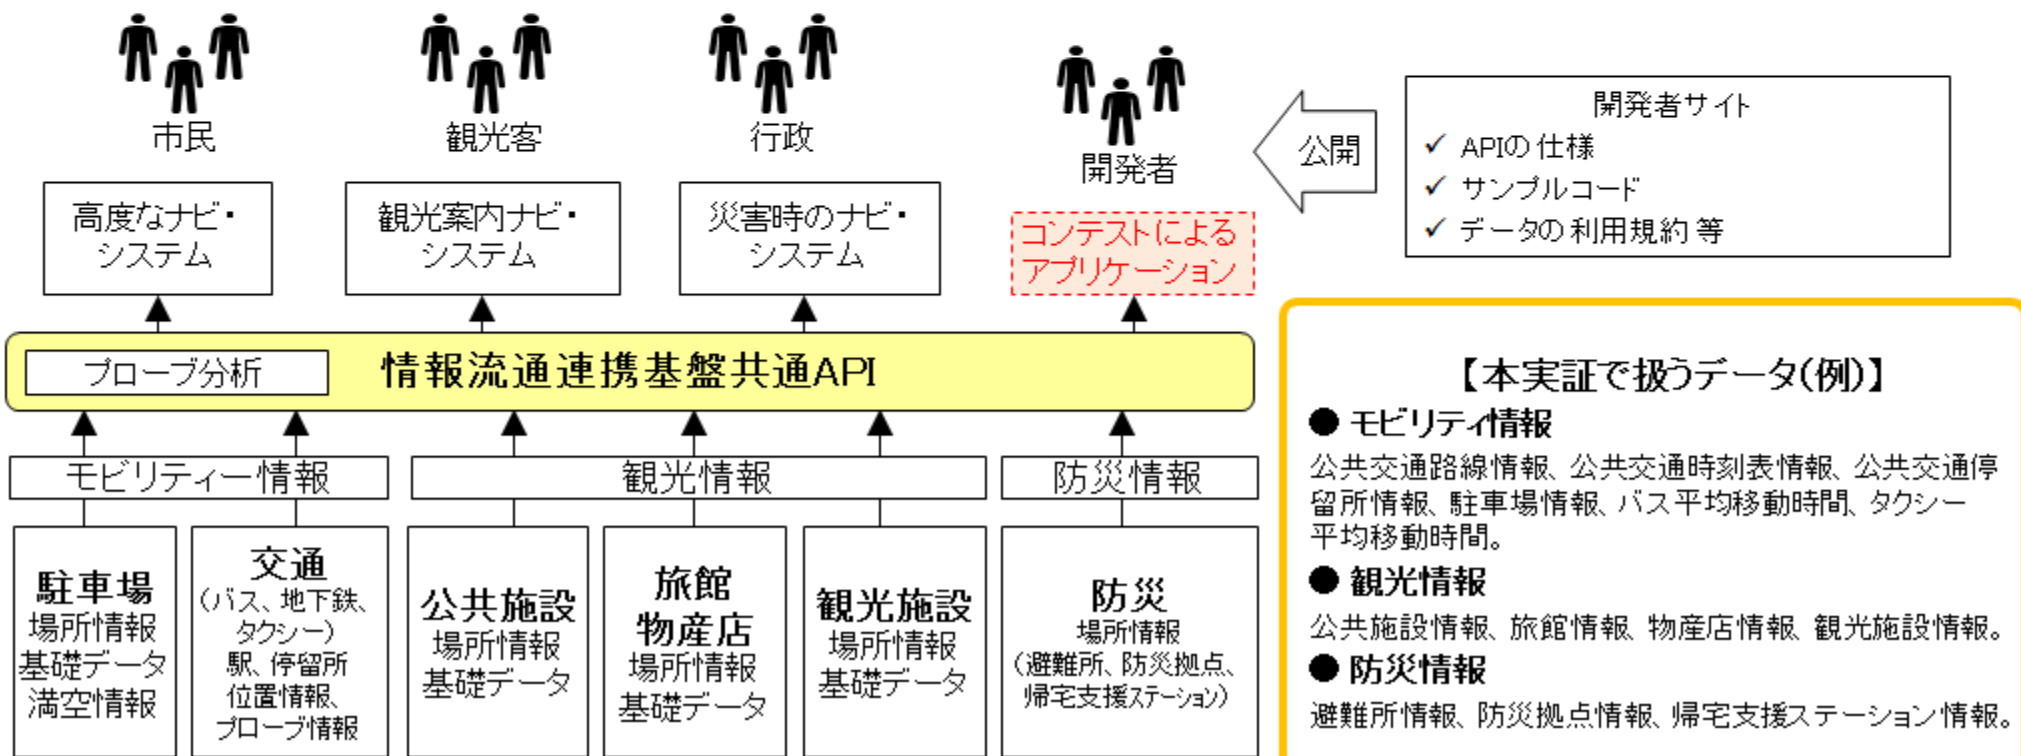 市民
観光客
行政
開発者
公開
開発者サイト
✓ APIの仕様
✓ サンプルコード
✓ データの利用規約 等
高度なナビ・
システム
観光案内ナビ・
システム
災害時のナビ・
システム
コンテストによる
アプリケーション
プローブ分析
情報流通連携基盤共通API
モビリティー情報
観光情報
防災情報
駐車場
場所情報
基礎データ
満空情報
交通
(バス、地下鉄、
タクシー)
駅、停留所
位置情報、
プローブ情報
公共施設
場所情報
基礎データ
旅館
物産店
場所情報
基礎データ
観光施設
場所情報
基礎データ
防災
場所情報
(避難所、防災拠点、
帰宅支援ステーション)
【本実証で扱うデータ(例)】
● モビリティ情報
公共交通路線情報、公共交通時刻表情報、公共交通停
留所情報、駐車場情報、バス平均移動時間、タクシー
平均移動時間。
● 観光情報
公共施設情報、旅館情報、物産店情報、観光施設情報。
● 防災情報
避難所情報、防災拠点情報、帰宅支援ステーション情報。